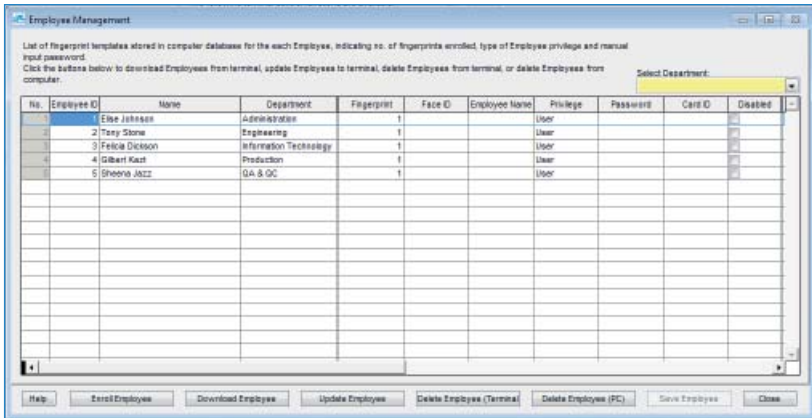 Employee Management
List of fingerprint templates stored in computer database for the each Employee, indicating no. of fingerprints enrolled, type of Employee privilege and manual
input password.
Click the buttons below to download Employees from terminal, update Employees to terminal, delete Employees from terminal, or delete Employees from
computer.
Select Department:
No. Employee ID Name Department Fingerprint Face ID Employee Name Privilege Password Card ID Disabled
1 1 Elise Johnson Administration 1 User
2 2 Tony Stone Engineering 1 User
3 3 Felicia Dickson Information Technology 1 User
4 4 Gilbert Kazt Production 1 User
5 5 Sheena Jazz QA & QC 1 User
Help Enroll Employee Download Employee Update Employee Delete Employee (Terminal Delete Employee (PC) Save Employee Close